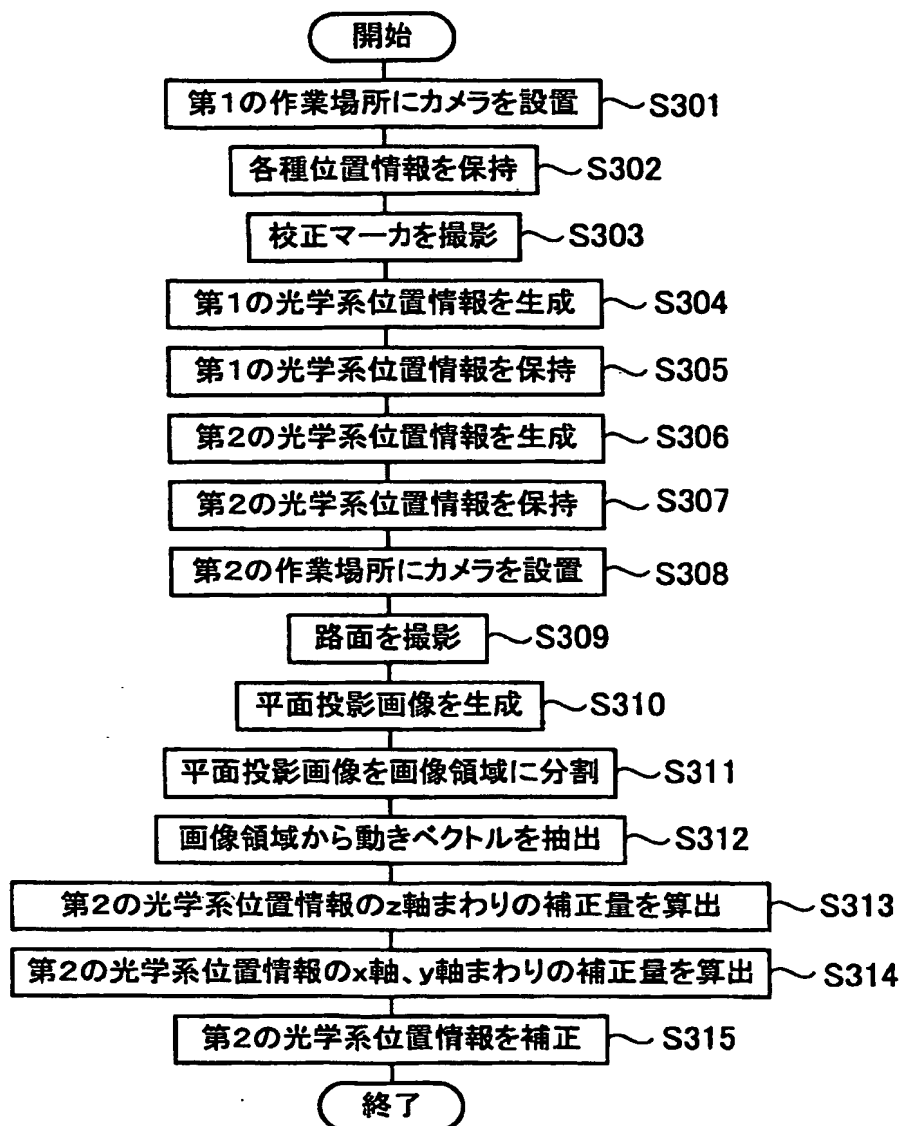 開始
第1の作業場所にカメラを設置 S301
各種位置情報を保持 S302
校正マーカを撮影 S303
第1の光学系位置情報を生成 S304
第1の光学系位置情報を保持 S305
第2の光学系位置情報を生成 S306
第2の光学系位置情報を保持 S307
第2の作業場所にカメラを設置 S308
路面を撮影 S309
平面投影画像を生成 S310
平面投影画像を画像領域に分割 S311
画像領域から動きベクトルを抽出 S312
第2の光学系位置情報のz軸まわりの補正量を算出 S313
第2の光学系位置情報のx軸、y軸まわりの補正量を算出 S314
第2の光学系位置情報を補正 S315
終了